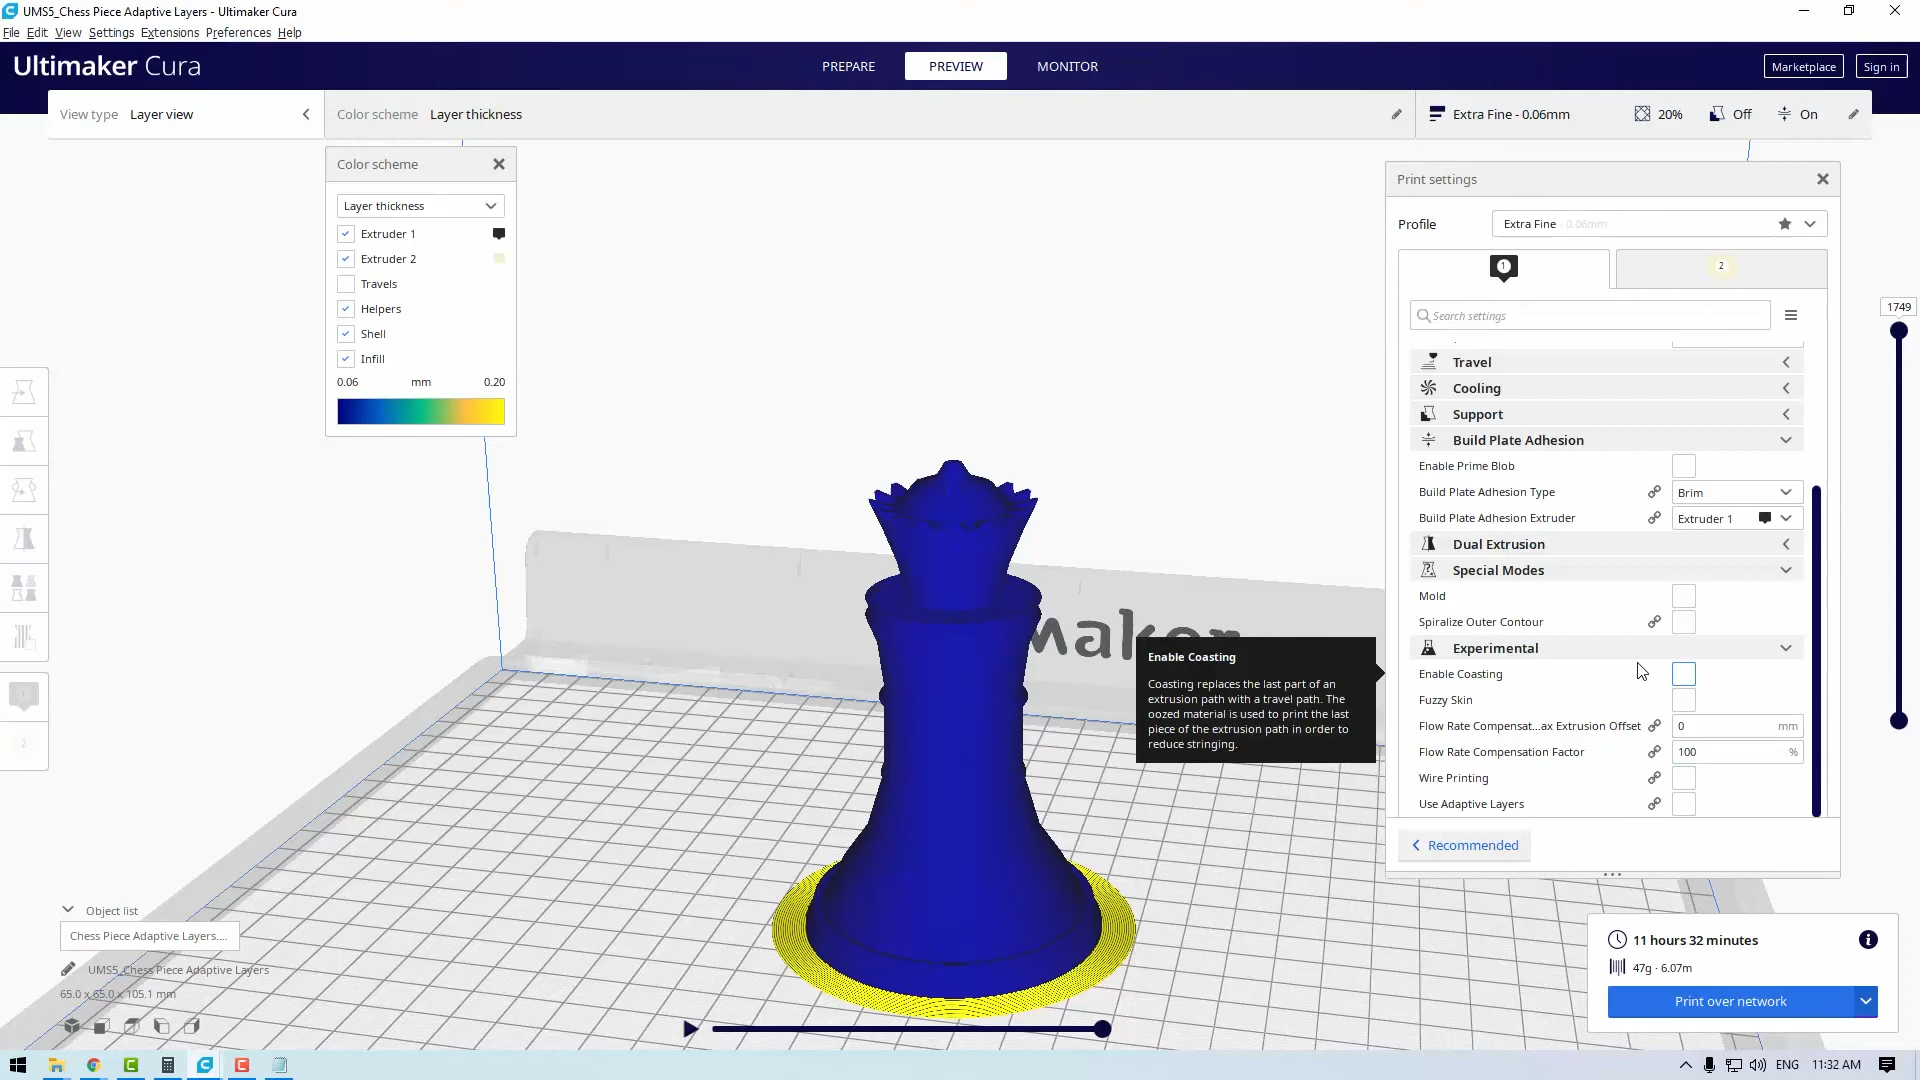 UMS5_Chess Piece Adaptive Layers - Ultimaker Cura
File Edit View Settings Extensions Preferences Help
Ultimaker Cura
PREPARE
PREVIEW
MONITOR
Marketplace
Sign in
View type Layer view
Color scheme Layer thickness
Extra Fine - 0.06mm
20%
Off
On
Color scheme
Layer thickness
Extruder 1
Extruder 2
Travels
Helpers
Shell
Infill
0.06 mm 0.20
Print settings
Profile
Extra Fine - 0.06mm
1
2
Search settings
Travel
Cooling
Support
Build Plate Adhesion
Enable Prime Blob
Build Plate Adhesion Type
Brim
Build Plate Adhesion Extruder
Extruder 1
Dual Extrusion
Special Modes
Mold
Spiralize Outer Contour
Experimental
Enable Coasting
Fuzzy Skin
Flow Rate Compensat...ax Extrusion Offset
0 mm
Flow Rate Compensation Factor
100 %
Wire Printing
Use Adaptive Layers
Recommended
1749
maker
Enable Coasting
Coasting replaces the last part of an
extrusion path with a travel path. The
oozed material is used to print the last
piece of the extrusion path in order to
reduce stringing.
1
2
Object list
Chess Piece Adaptive Layers....
UMS5_Chess Piece Adaptive Layers
65.0 x 65.0 x 105.1 mm
11 hours 32 minutes
47g · 6.07m
Print over network
ENG
11:32 AM